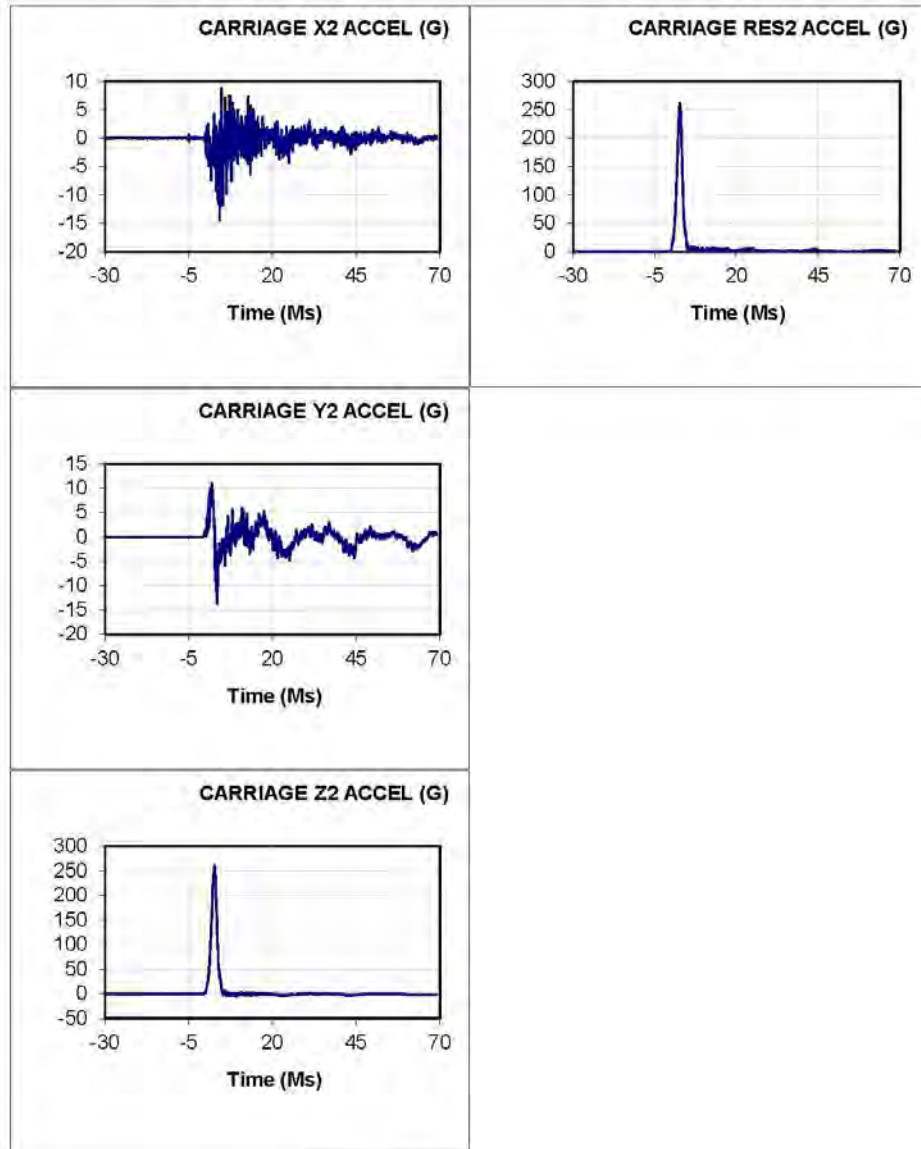 CARRIAGE X2 ACCEL (G)
10
5
0
-5
-10
-15
-20
-30 -5 20 45 70
Time (Ms)
CARRIAGE RES2 ACCEL (G)
300
250
200
150
100
50
0
-30 -5 20 45 70
Time (Ms)
CARRIAGE Y2 ACCEL (G)
15
10
5
0
-5
-10
-15
-20
-30 -5 20 45 70
Time (Ms)
CARRIAGE Z2 ACCEL (G)
300
250
200
150
100
50
0
-50
-30 -5 20 45 70
Time (Ms)